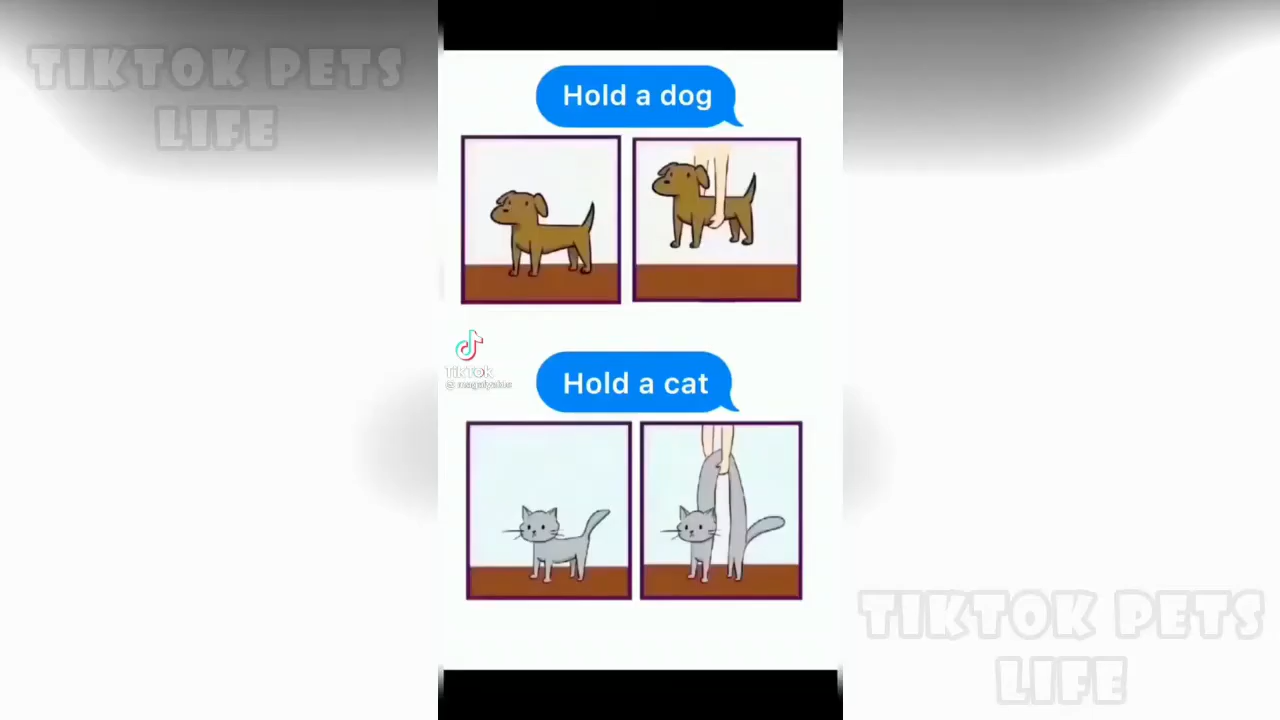 TIKTOK PETS
LIFE
Hold a dog
TikTok
Hold a cat
TIKTOK PETS
LIFE